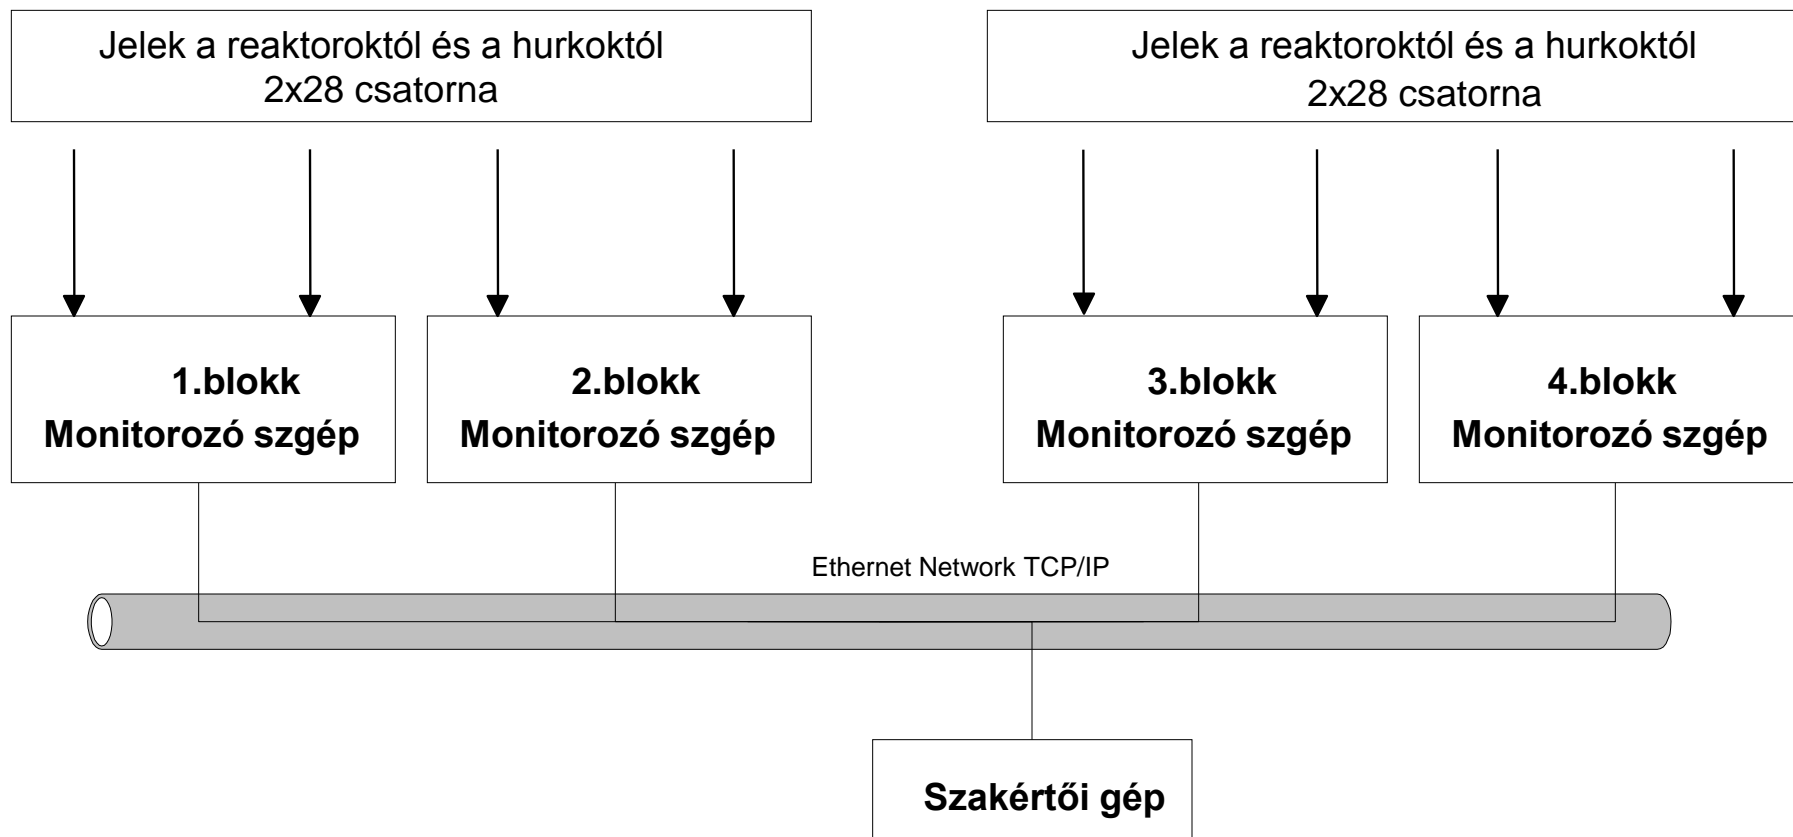 Jelek a reaktoroktól és a hurkoktól
2x28 csatorna
Jelek a reaktoroktól és a hurkoktól
2x28 csatorna
1.blokk
Monitorozó szgép
2.blokk
Monitorozó szgép
3.blokk
Monitorozó szgép
4.blokk
Monitorozó szgép
Ethernet Network TCP/IP
Szakértői gép